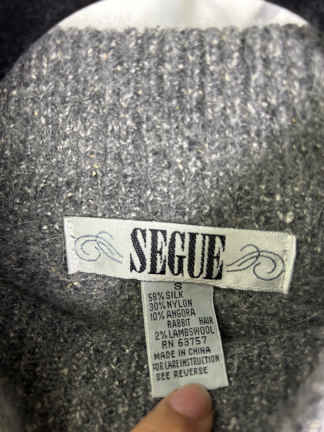 SEGUE
S
58% SILK
30% NYLON
10% ANGORA
RABBIT HAIR
2% LAMBSWOOL
RN 63757
MADE IN CHINA
FOR CARE INSTRUCTION
SEE REVERSE